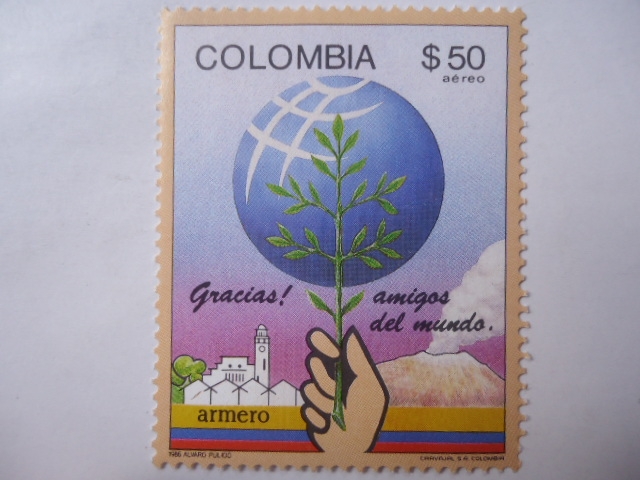 COLOMBIA $50
aéreo
Gracias! amigos
del mundo.
armero
1986 ALVARO PULIDO CARVAJAL S.A. COLOMBIA